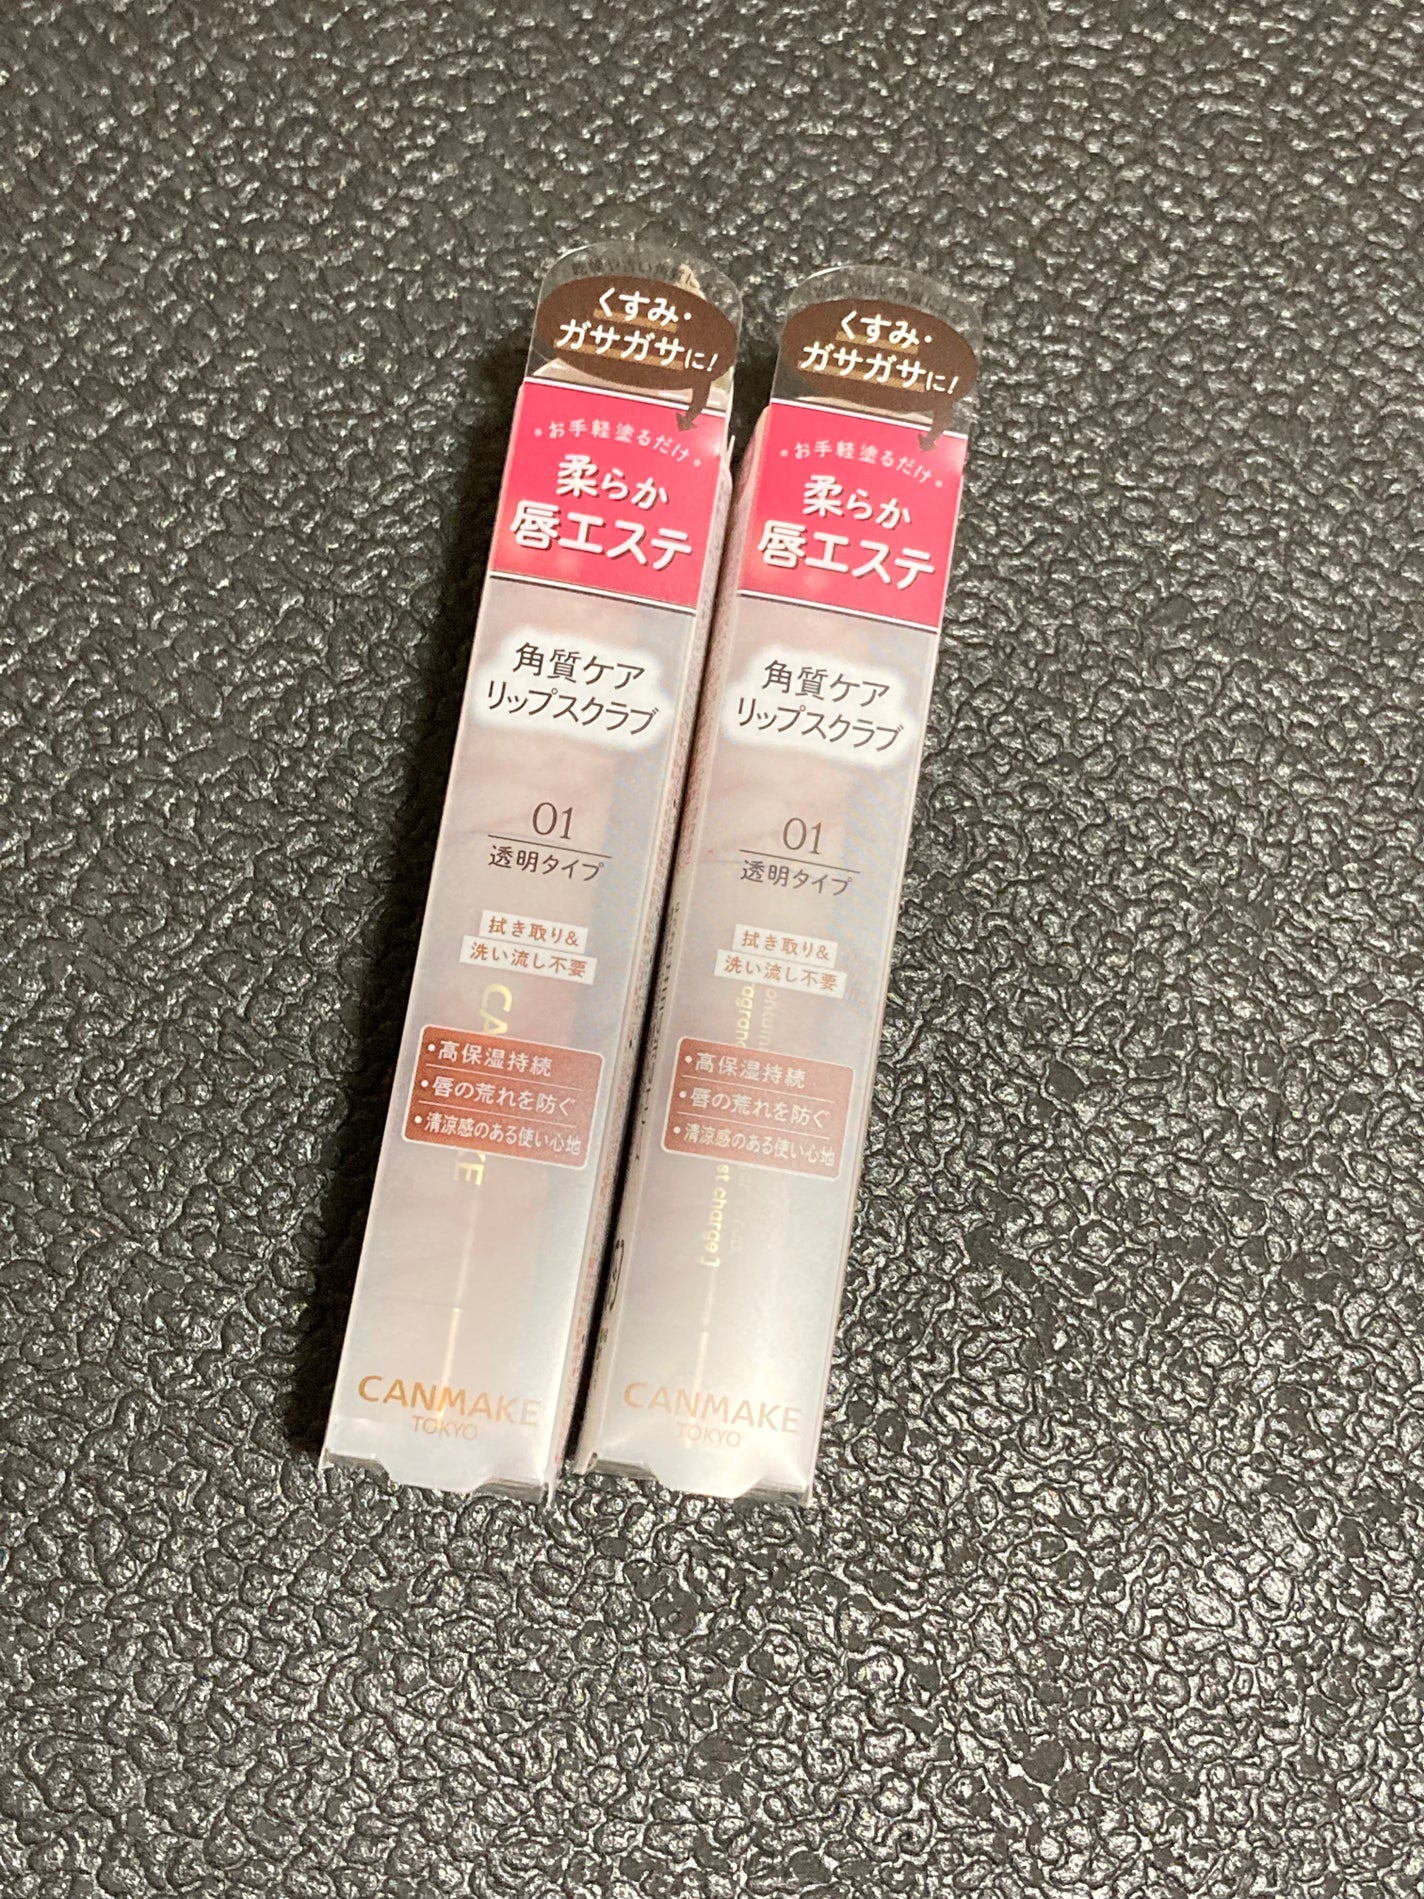 くすみ・
ガサガサに!
・お手軽塗るだけ・
柔らか
唇エステ
角質ケア
リップスクラブ
01
透明タイプ
拭き取り&
洗い流し不要
・高保湿持続
・唇の荒れを防ぐ
・清涼感のある使い心地
CANMAKE
TOKYO
くすみ・
ガサガサに!
・お手軽塗るだけ・
柔らか
唇エステ
角質ケア
リップスクラブ
01
透明タイプ
拭き取り&
洗い流し不要
・高保湿持続
・唇の荒れを防ぐ
・清涼感のある使い心地
charge ]
CANMAKE
TOKYO